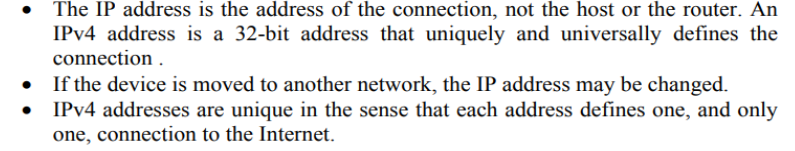 • The IP address is the address of the connection, not the host or the router. An
IPv4 address is a 32-bit address that uniquely and universally defines the
connection .
• If the device is moved to another network, the IP address may be changed.
• IPv4 addresses are unique in the sense that each address defines one, and only
one, connection to the Internet.